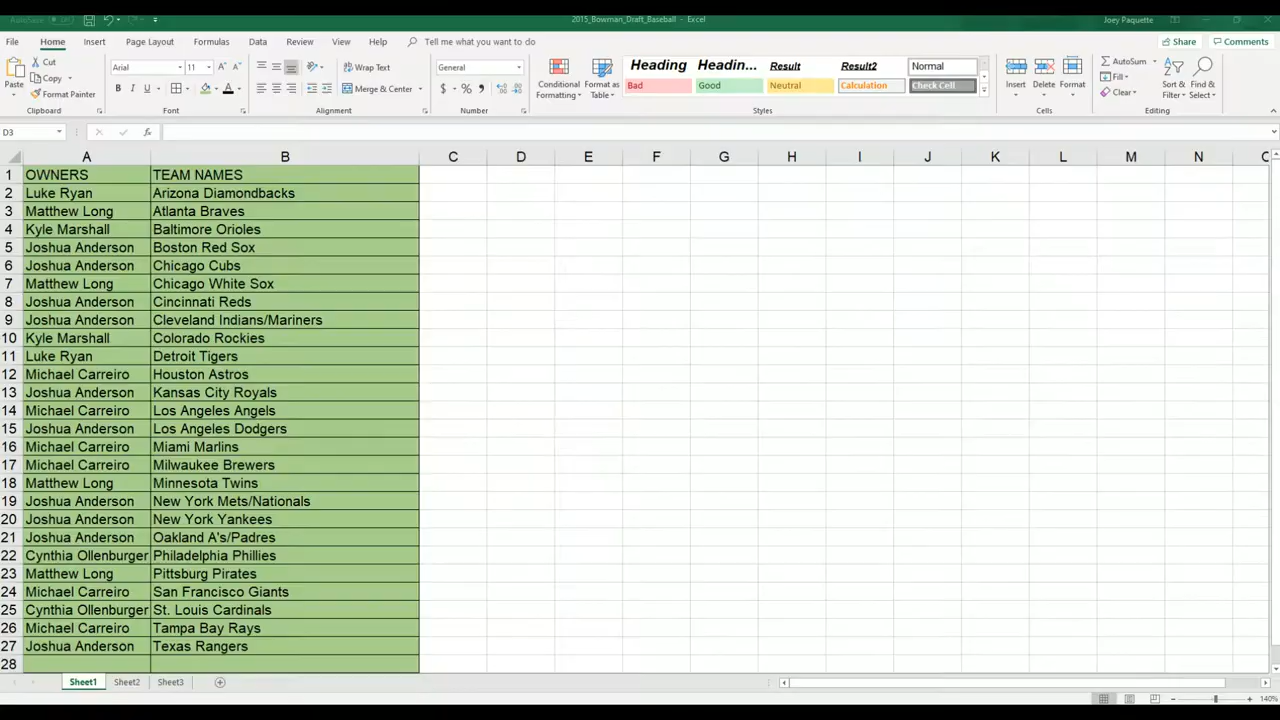 AutoSave Off 2015_Bowman_Draft_Baseball - Excel Joey Paquette
File Home Insert Page Layout Formulas Data Review View Help Tell me what you want to do Share Comments
Cut Arial 11 Wrap Text General AutoSum
Copy Conditional Formatting Format as Table Heading Headin... Result Result2 Normal Insert Delete Format Fill Sort & Filter Find & Select
Paste Format Painter Merge & Center Bad Good Neutral Calculation Check Cell Clear
Clipboard Font Alignment Number Styles Cells Editing
D3 fx
A B C D E F G H I J K L M N
1 OWNERS TEAM NAMES
2 Luke Ryan Arizona Diamondbacks
3 Matthew Long Atlanta Braves
4 Kyle Marshall Baltimore Orioles
5 Joshua Anderson Boston Red Sox
6 Joshua Anderson Chicago Cubs
7 Matthew Long Chicago White Sox
8 Joshua Anderson Cincinnati Reds
9 Joshua Anderson Cleveland Indians/Mariners
10 Kyle Marshall Colorado Rockies
11 Luke Ryan Detroit Tigers
12 Michael Carreiro Houston Astros
13 Joshua Anderson Kansas City Royals
14 Michael Carreiro Los Angeles Angels
15 Joshua Anderson Los Angeles Dodgers
16 Michael Carreiro Miami Marlins
17 Michael Carreiro Milwaukee Brewers
18 Matthew Long Minnesota Twins
19 Joshua Anderson New York Mets/Nationals
20 Joshua Anderson New York Yankees
21 Joshua Anderson Oakland A's/Padres
22 Cynthia Ollenburger Philadelphia Phillies
23 Matthew Long Pittsburg Pirates
24 Michael Carreiro San Francisco Giants
25 Cynthia Ollenburger St. Louis Cardinals
26 Michael Carreiro Tampa Bay Rays
27 Joshua Anderson Texas Rangers
28
Sheet1 Sheet2 Sheet3
140%